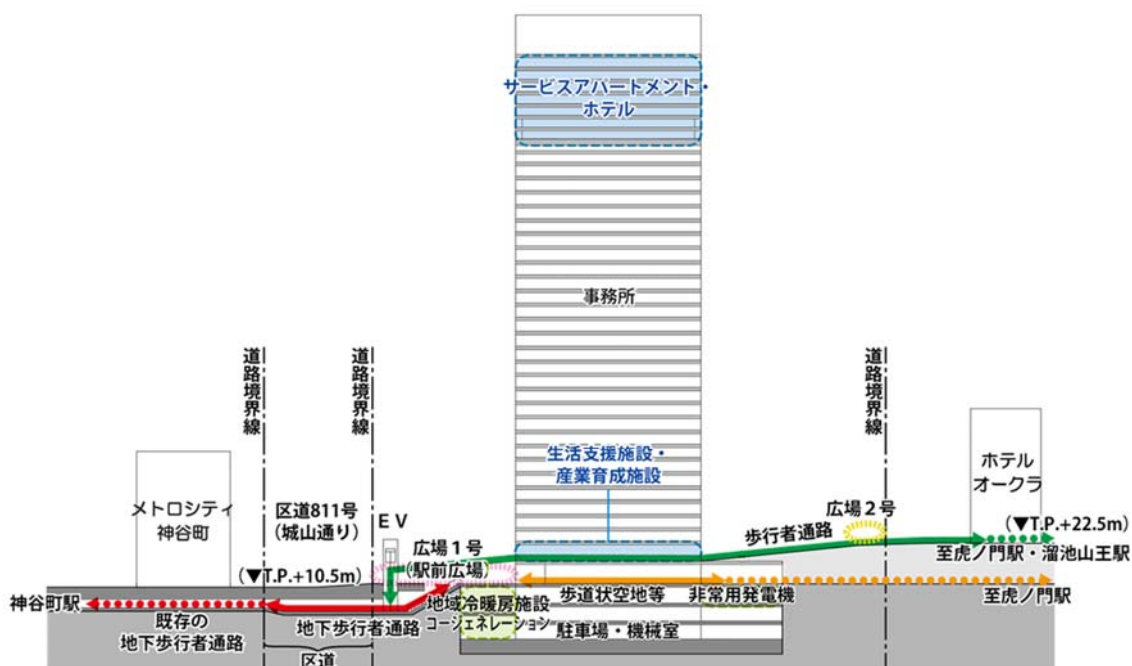 サービスアパートメント・
ホテル
事務所
道路境界線
道路境界線
道路境界線
生活支援施設・
産業育成施設
メトロシティ
神谷町
区道811号
(城山通り)
EV
広場1号
(駅前広場)
歩行者通路
広場2号
ホテル
オークラ
(▼T.P.+22.5m)
至虎ノ門駅・溜池山王駅
(▼T.P.+10.5m)
神谷町駅
既存の
地下歩行者通路
地下歩行者通路
区道
地域冷暖房施設
コージェネレーション
歩道状空地等
非常用発電機
至虎ノ門駅
駐車場・機械室